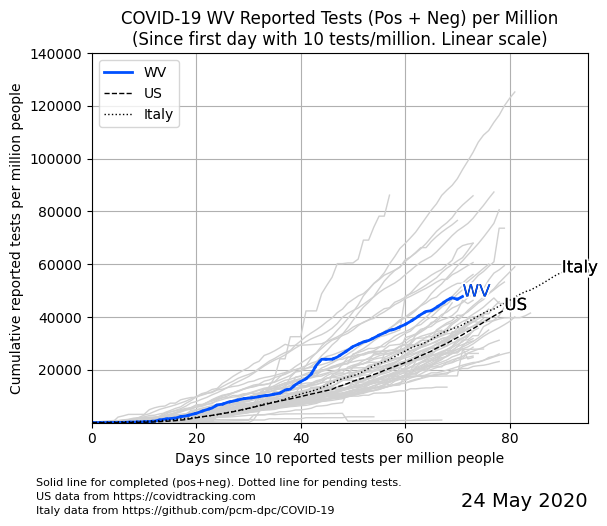 COVID-19 WV Reported Tests (Pos + Neg) per Million
(Since first day with 10 tests/million. Linear scale)
Cumulative reported tests per million people
140000
120000
100000
80000
60000
40000
20000
WV
US
Italy
Italy
WV
US
0
20
40
60
80
Days since 10 reported tests per million people
Solid line for completed (pos+neg). Dotted line for pending tests.
US data from https://covidtracking.com
Italy data from https://github.com/pcm-dpc/COVID-19
24 May 2020